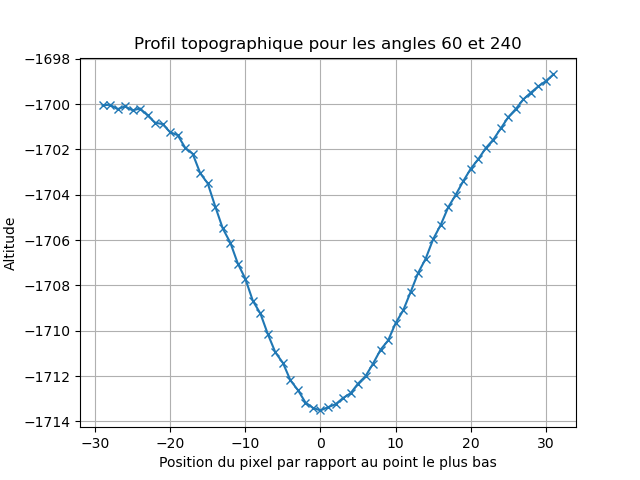 Profil topographique pour les angles 60 et 240
−1698
−1700
−1702
−1704
−1706
−1708
−1710
−1712
−1714
Altitude
−30 −20 −10 0 10 20 30
Position du pixel par rapport au point le plus bas